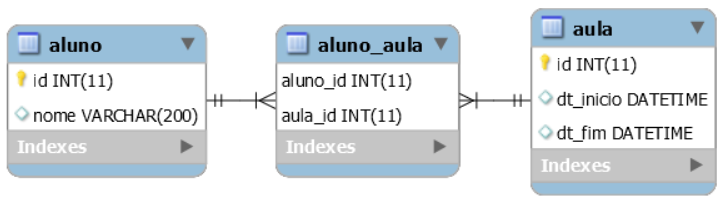 aluno
id INT(11)
nome VARCHAR(200)
Indexes
aluno_aula
aluno_id INT(11)
aula_id INT(11)
Indexes
aula
id INT(11)
dt_inicio DATETIME
dt_fim DATETIME
Indexes